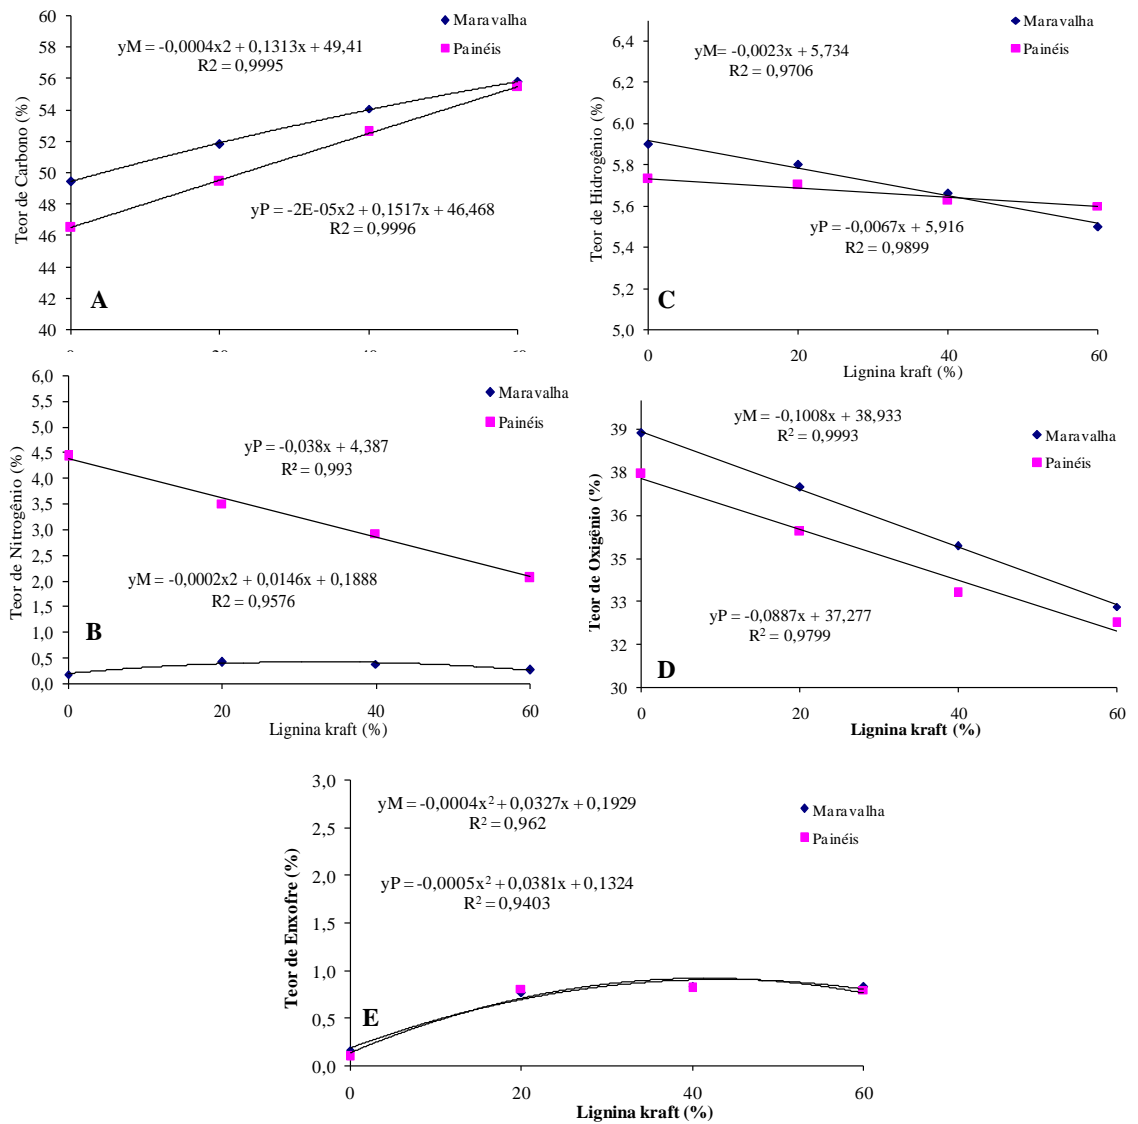 Maravalha
Painéis
yM = -0,0004x2 + 0,1313x + 49,41
R2 = 0,9995
yP = -2E-05x2 + 0,1517x + 46,468
R2 = 0,9996
Teor de Carbono (%)
60
58
56
54
52
50
48
46
44
42
40
A
0
20
40
60
Maravalha
Painéis
yM= -0,0023x + 5,734
R2 = 0,9706
yP = -0,0067x + 5,916
R2 = 0,9899
Teor de Hidrogênio (%)
6,4
6,2
6,0
5,8
5,6
5,4
5,2
5,0
C
0
20
40
60
Lignina kraft (%)
Maravalha
Painéis
yP = -0,038x + 4,387
R² = 0,993
yM = -0,0002x2 + 0,0146x + 0,1888
R2 = 0,9576
Teor de Nitrogênio (%)
6,0
5,5
5,0
4,5
4,0
3,5
3,0
2,5
2,0
1,5
1,0
0,5
0,0
B
0
20
40
60
Lignina kraft (%)
yM = -0,1008x + 38,933
R² = 0,9993
Maravalha
Painéis
yP = -0,0887x + 37,277
R² = 0,9799
Teor de Oxigênio (%)
39
38
36
35
33
32
30
D
0
20
40
60
Lignina kraft (%)
yM = -0,0004x² + 0,0327x + 0,1929
R² = 0,962
Maravalha
Painéis
yP = -0,0005x² + 0,0381x + 0,1324
R² = 0,9403
Teor de Enxofre (%)
3,0
2,5
2,0
1,5
1,0
0,5
0,0
E
0
20
40
60
Lignina kraft (%)